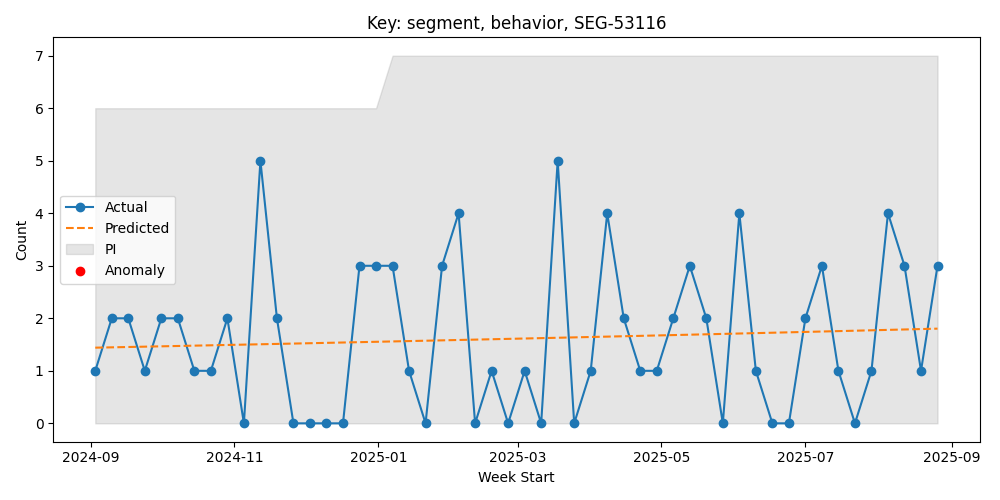 Key: segment, behavior, SEG-53116
7
6
5
4
3
2
1
0
Count
Actual
Predicted
PI
Anomaly
2024-09
2024-11
2025-01
2025-03
2025-05
2025-07
2025-09
Week Start